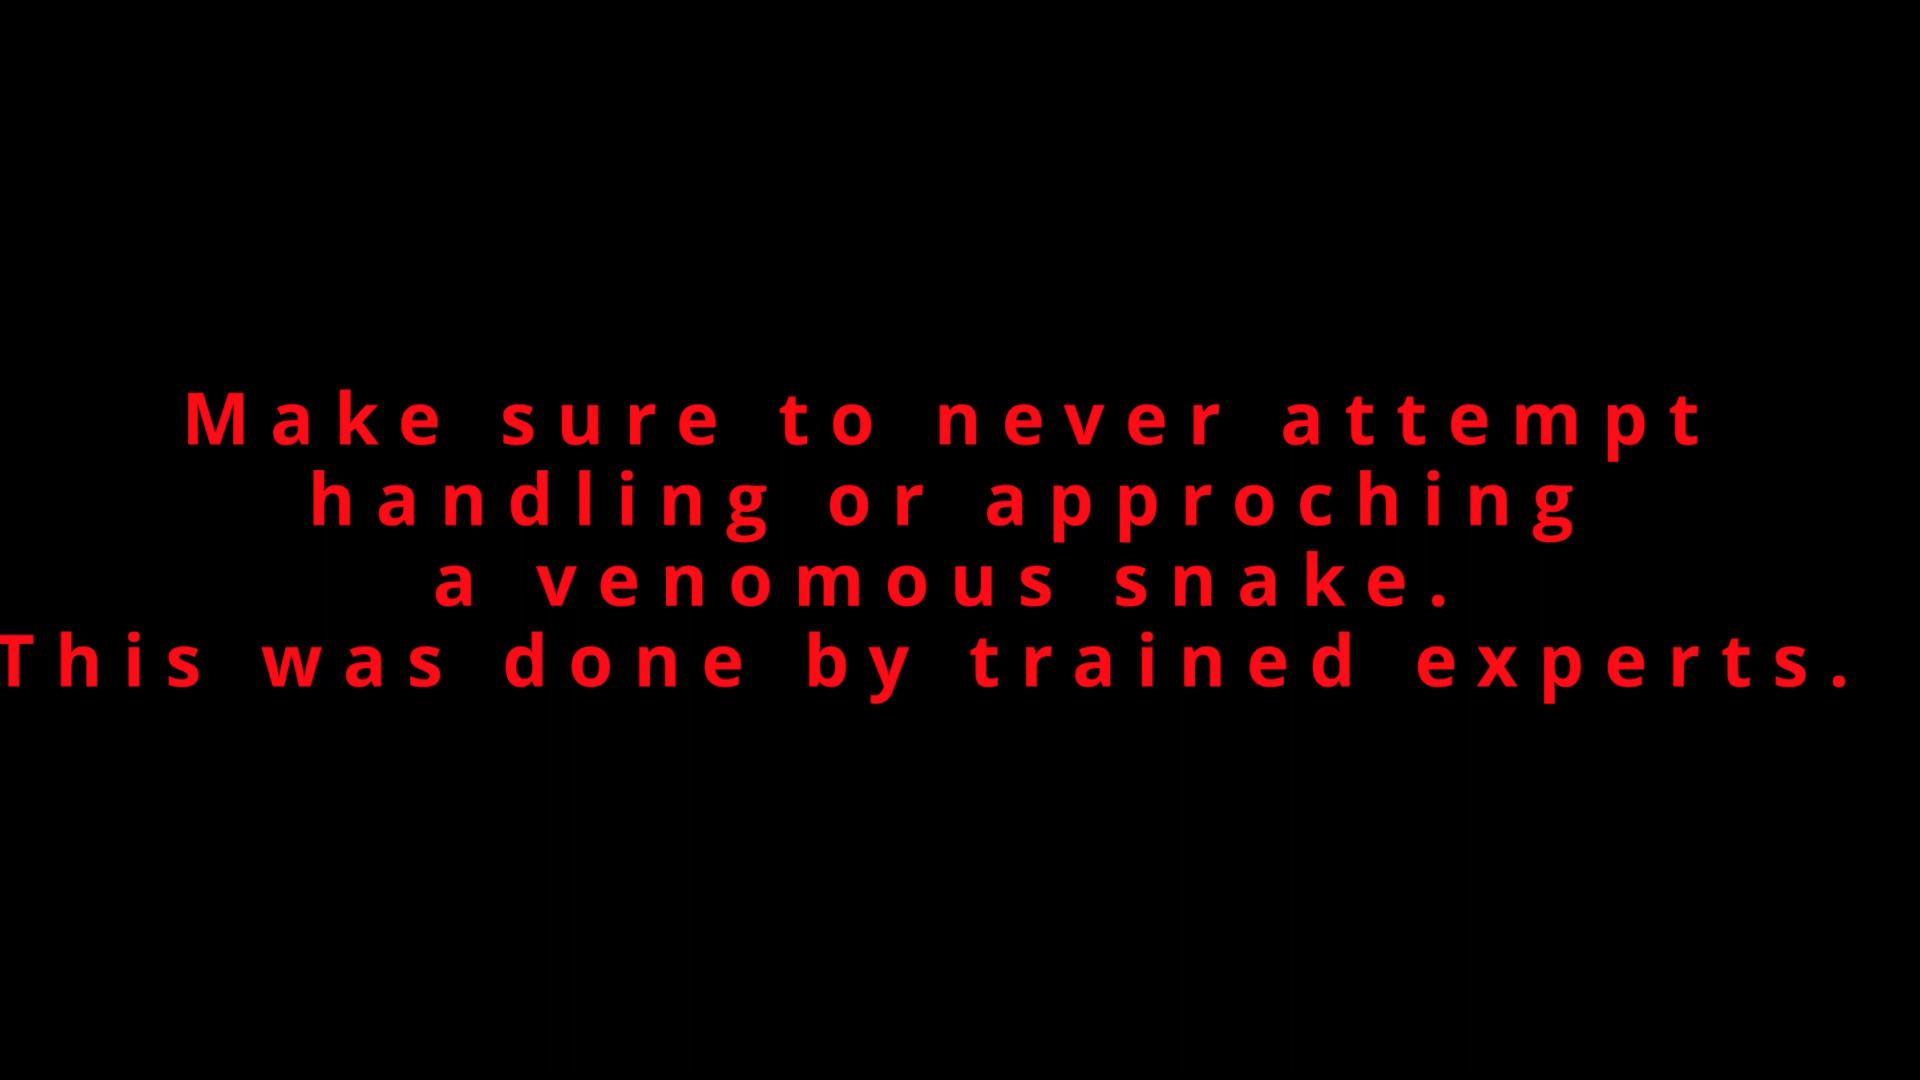 Make sure to never attempt
handling or approching
a venomous snake.
This was done by trained experts.